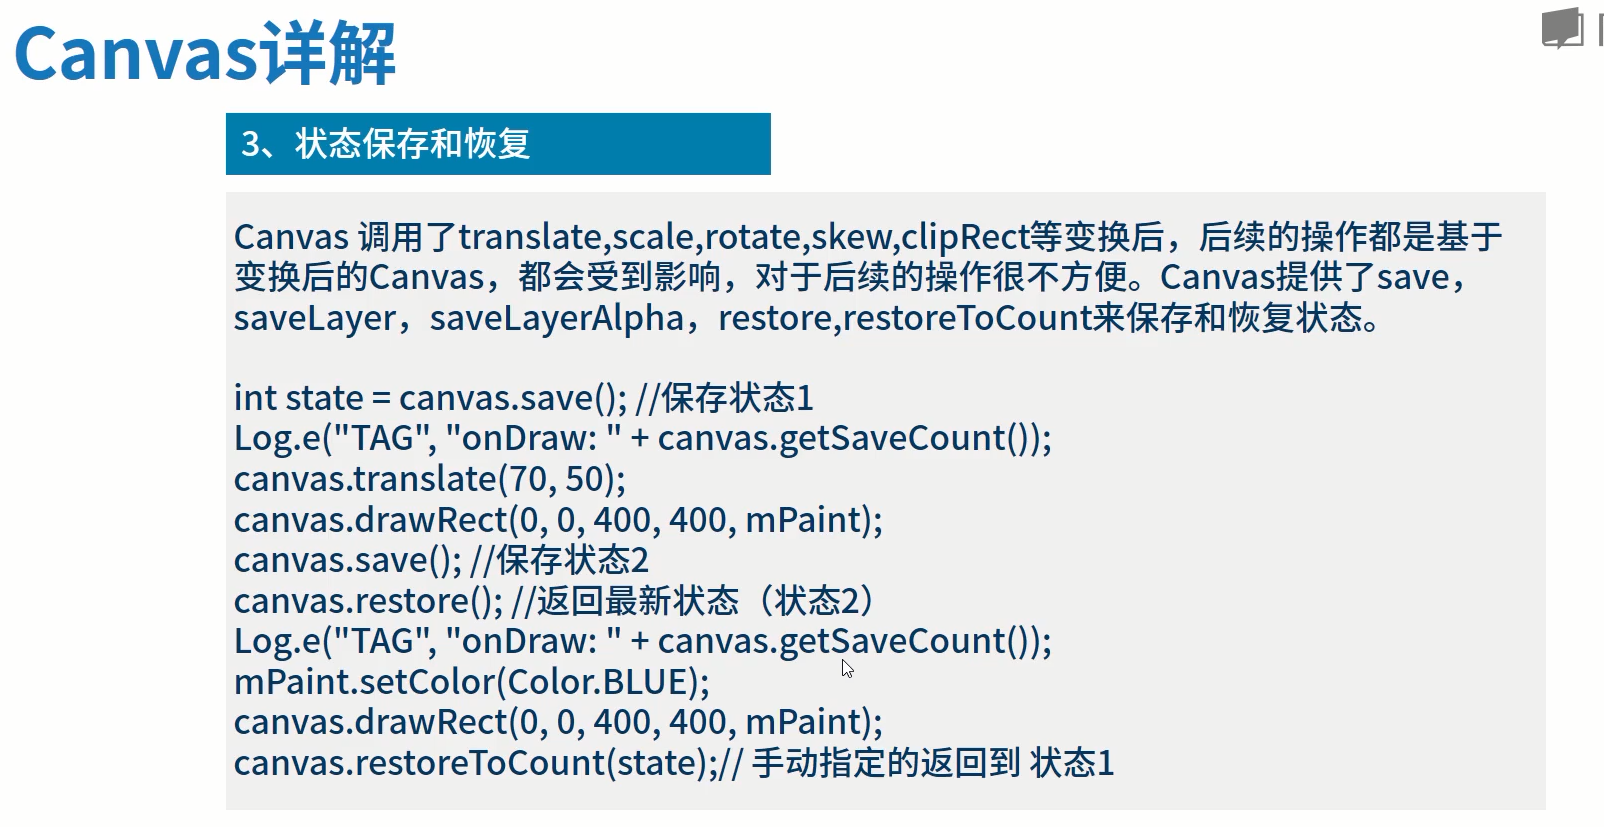 Canvas详解
3、状态保存和恢复
Canvas 调用了translate,scale,rotate,skew,clipRect等变换后，后续的操作都是基于
变换后的Canvas，都会受到影响，对于后续的操作很不方便。Canvas提供了save，
saveLayer，saveLayerAlpha，restore,restoreToCount来保存和恢复状态。
int state = canvas.save(); //保存状态1
Log.e("TAG", "onDraw: " + canvas.getSaveCount());
canvas.translate(70, 50);
canvas.drawRect(0, 0, 400, 400, mPaint);
canvas.save(); //保存状态2
canvas.restore(); //返回最新状态（状态2）
Log.e("TAG", "onDraw: " + canvas.getSaveCount());
mPaint.setColor(Color.BLUE);
canvas.drawRect(0, 0, 400, 400, mPaint);
canvas.restoreToCount(state);// 手动指定的返回到 状态1